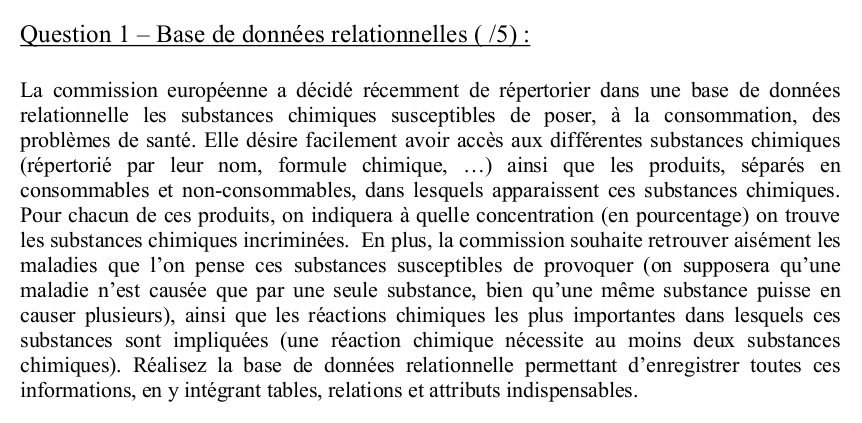 Question 1 – Base de données relationnelles ( /5) :
La commission européenne a décidé récemment de répertorier dans une base de données
relationnelle les substances chimiques susceptibles de poser, à la consommation, des
problèmes de santé. Elle désire facilement avoir accès aux différentes substances chimiques
(répertorié par leur nom, formule chimique, …) ainsi que les produits, séparés en
consommables et non-consommables, dans lesquels apparaissent ces substances chimiques.
Pour chacun de ces produits, on indiquera à quelle concentration (en pourcentage) on trouve
les substances chimiques incriminées. En plus, la commission souhaite retrouver aisément les
maladies que l'on pense ces substances susceptibles de provoquer (on supposera qu'une
maladie n'est causée que par une seule substance, bien qu'une même substance puisse en
causer plusieurs), ainsi que les réactions chimiques les plus importantes dans lesquels ces
substances sont impliquées (une réaction chimique nécessite au moins deux substances
chimiques). Réalisez la base de données relationnelle permettant d'enregistrer toutes ces
informations, en y intégrant tables, relations et attributs indispensables.